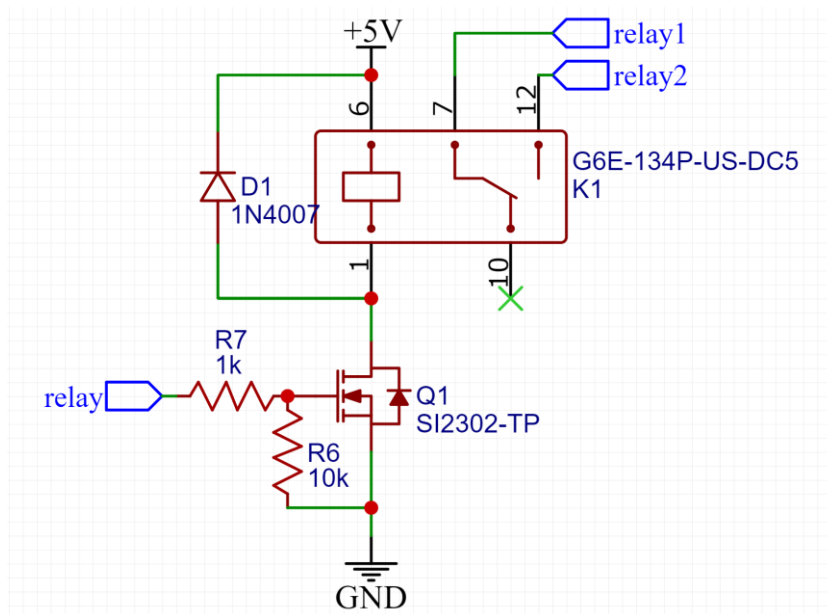 +5V
relay1
relay2
6
7
12
G6E-134P-US-DC5
K1
D1
1N4007
1
10
R7
1k
relay
Q1
SI2302-TP
R6
10k
GND